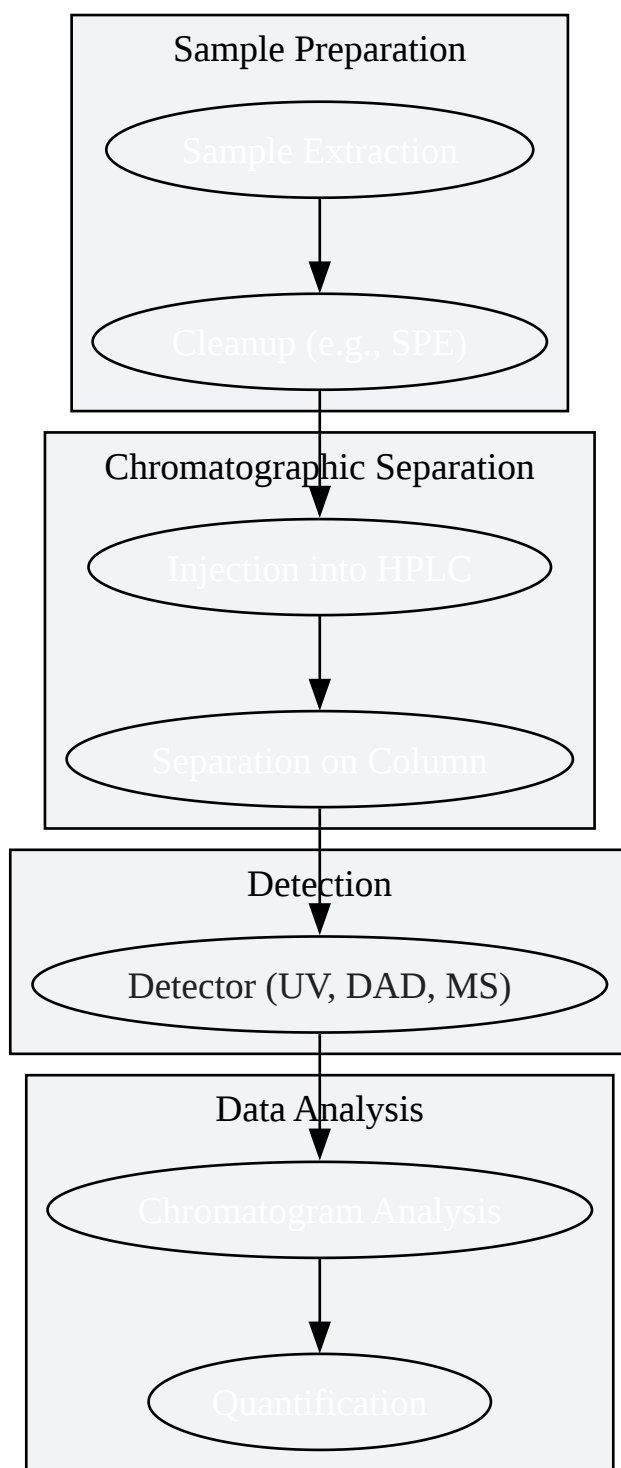 Sample Preparation
Sample Extraction
Cleanup (e.g., SPE)
Chromatographic Separation
Injection into HPLC
Separation on Column
Detection
Detector (UV, DAD, MS)
Data Analysis
Chromatogram Analysis
Quantification